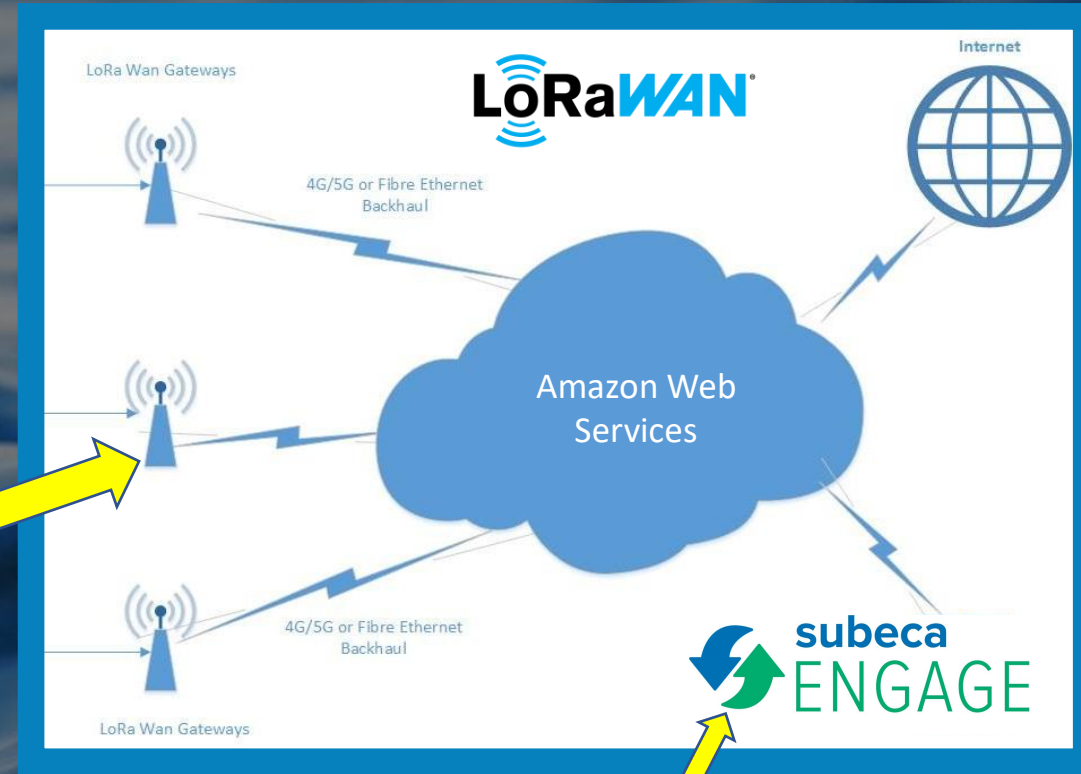 LoRa Wan Gateways
LoRaWAN®
Internet
4G/5G or Fibre Ethernet
Backhaul
Amazon Web
Services
4G/5G or Fibre Ethernet
Backhaul
subeca
ENGAGE
LoRa Wan Gateways